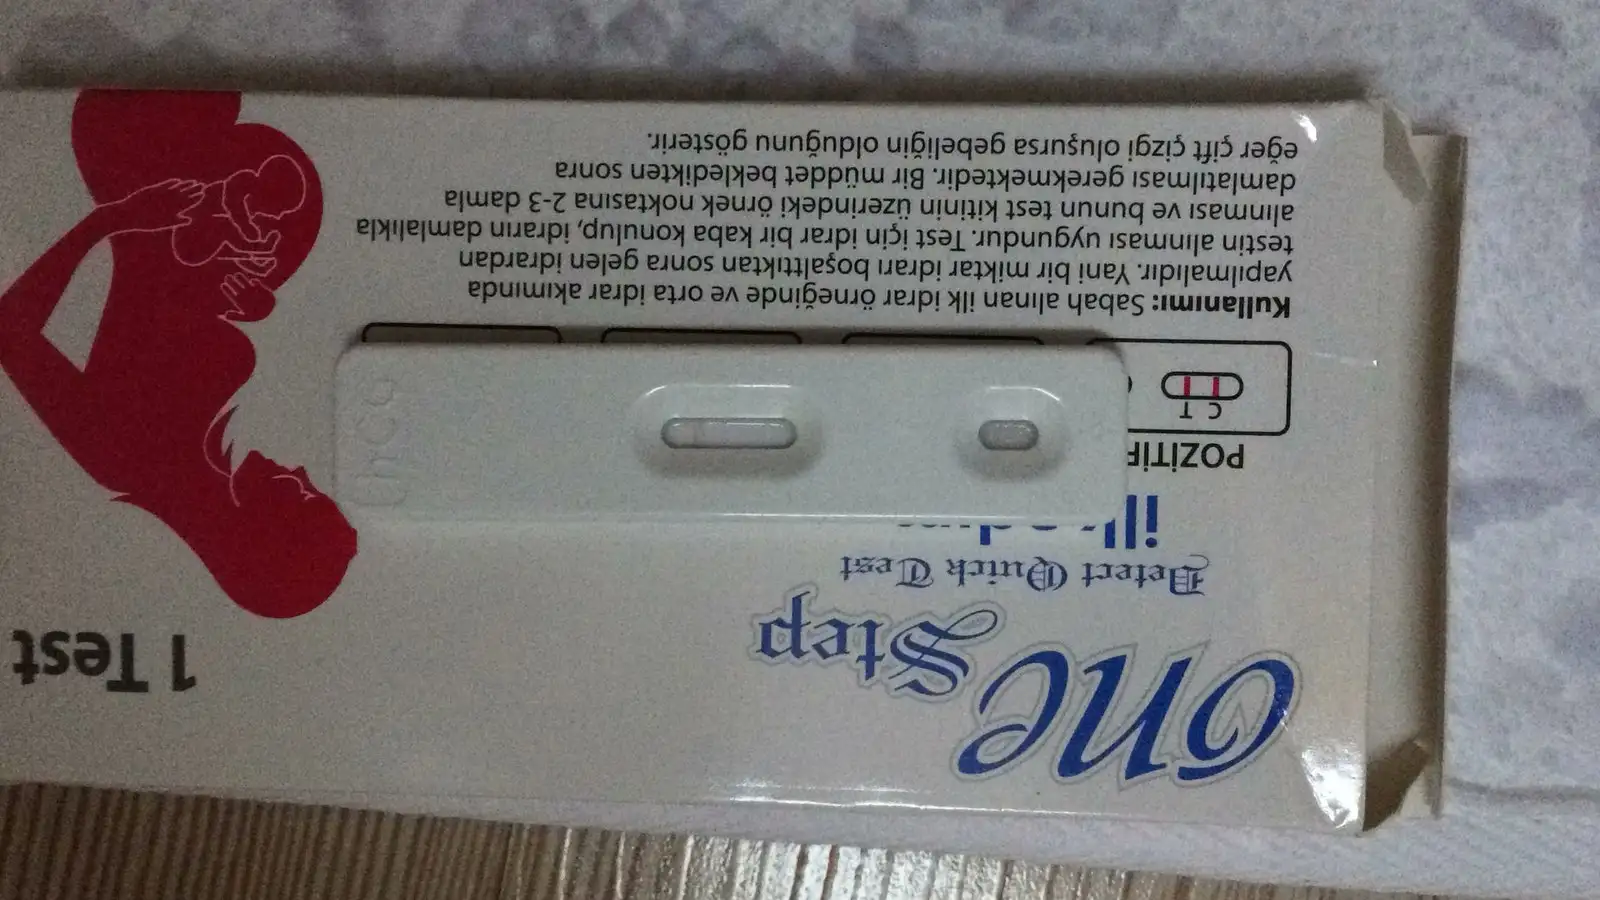 one
Step
Detect Quick Test
1 Test
POZİTİF
C T
Kullanımı: Sabah alınan ilk idrar örneğinde ve orta idrar akımında
yapılmalıdır. Yani bir miktar idrarı boşalttıktan sonra gelen idrardan
testin alınması uygundur. Test için idrar bir kaba konulup, idrarın damlalıkla
alınması ve bunun test kitinin üzerindeki örnek noktasına 2-3 damla
damlatılması gerekmektedir. Bir müddet bekledikten sonra
eğer çift çizgi oluşursa gebeliğin olduğunu gösterir.